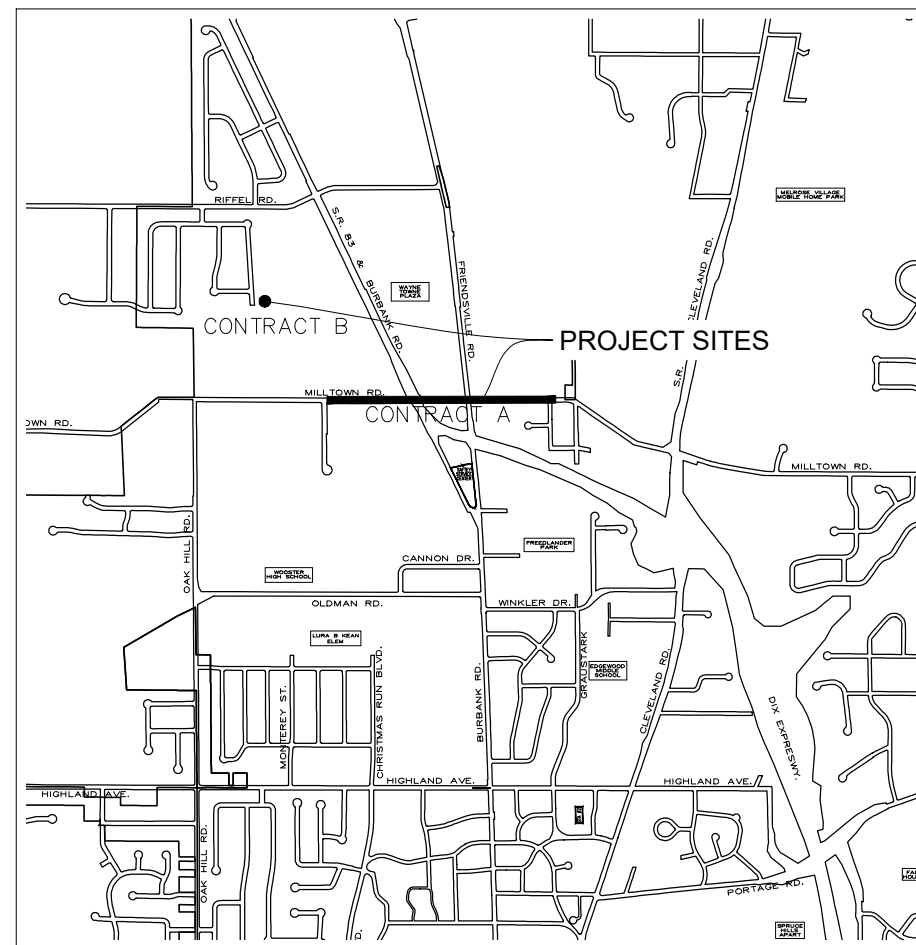 MELROSE VILLAGE
MOBILE HOME PARK
RIFFEL RD.
S.R. 83 & BURBANK RD.
FRIENDSVILLE RD.
S.R.
CLEVELAND RD.
WAYNE
TOWNE
PLAZA
CONTRACT B
PROJECT SITES
MILLTOWN RD.
CONTRACT A
OWN RD.
MILLTOWN RD.
OAK HILL RD.
FREEDLANDER
PARK
CANNON DR.
WOOSTER
HIGH SCHOOL
OLDMAN RD.
WINKLER DR.
LURA B KEAN
ELEM
GRAUSTARK
EDGEWOOD
MIDDLE
SCHOOL
MONTEREY ST.
CHRISTMAS RUN BLVD.
BURBANK RD.
CLEVELAND RD.
DIX EXPRESWY.
HIGHLAND AVE.
HIGHLAND AVE.
HIGHLAND AVE.
OAK HILL RD.
PORTAGE RD.
FA
HOU
SPRUCE
HILLS
APART
D.